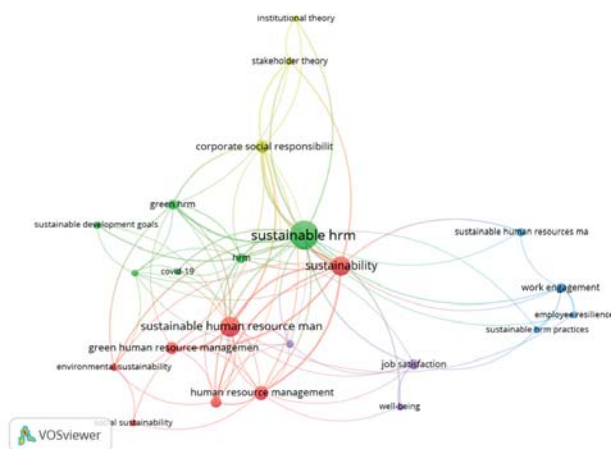 institutional theory
stakeholder theory
corporate social responsibilit
green hrm
sustainable development goals
sustainable hrm
sustainable human resources ma
hrm
covid-19
sustainability
work engagement
employee resilience
sustainable hrm practices
sustainable human resource man
green human resource managemen
job satisfaction
environmental sustainability
human resource management
well-being
social sustainability
VOSviewer